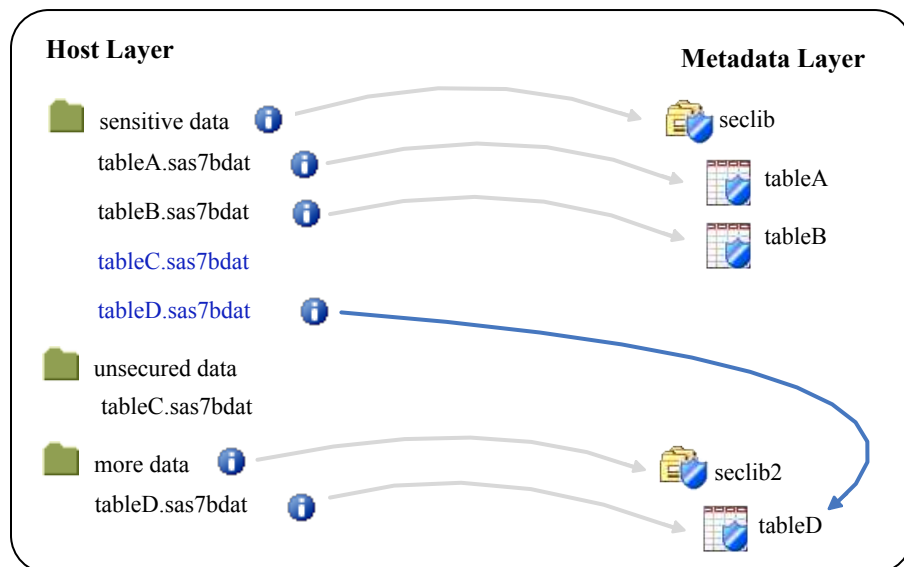 Host Layer
Metadata Layer
sensitive data
seclib
tableA.sas7bdat
tableA
tableB.sas7bdat
tableB
tableC.sas7bdat
tableD.sas7bdat
unsecured data
tableC.sas7bdat
more data
seclib2
tableD.sas7bdat
tableD